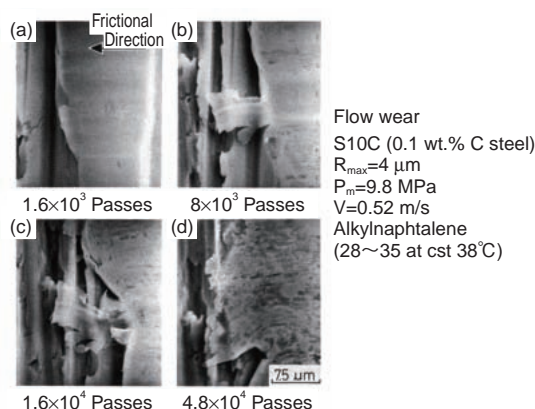 (a)
Frictional
Direction
(b)
1.6×10³ Passes
8×10³ Passes
(c)
(d)
7.5 µm
1.6×10⁴ Passes
4.8×10⁴ Passes
Flow wear
S10C (0.1 wt.% C steel)
Rmax=4 µm
Pm=9.8 MPa
V=0.52 m/s
Alkylnaphtalene
(28～35 at cst 38℃)